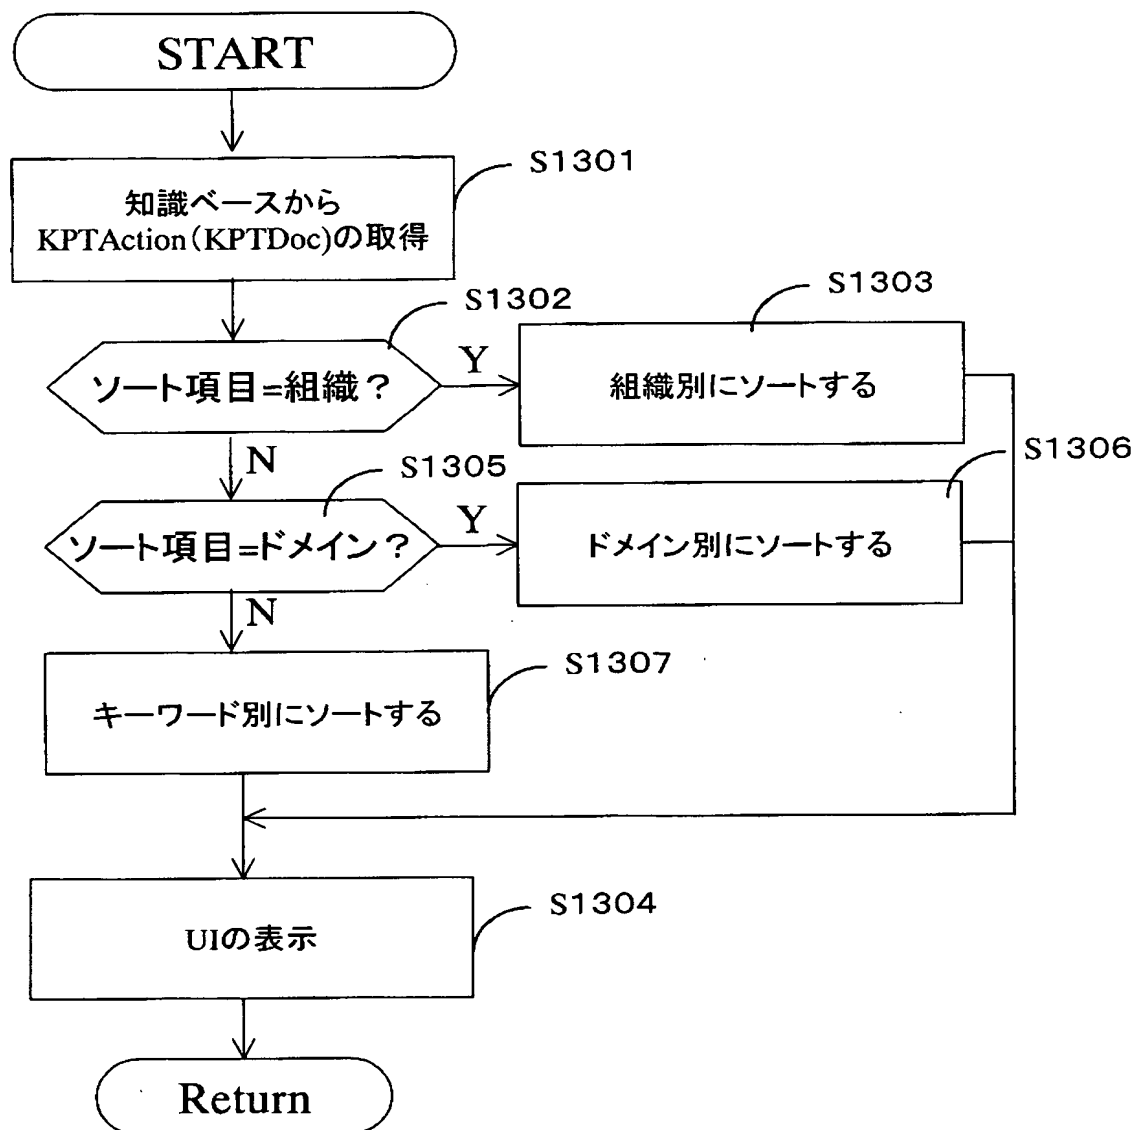 START
S1301
知識ベースから
KPTAction(KPTDoc)の取得
S1302
S1303
ソート項目=組織?
Y
組織別にソートする
N
S1305
S1306
ソート項目=ドメイン?
Y
ドメイン別にソートする
N
S1307
キーワード別にソートする
S1304
UIの表示
Return